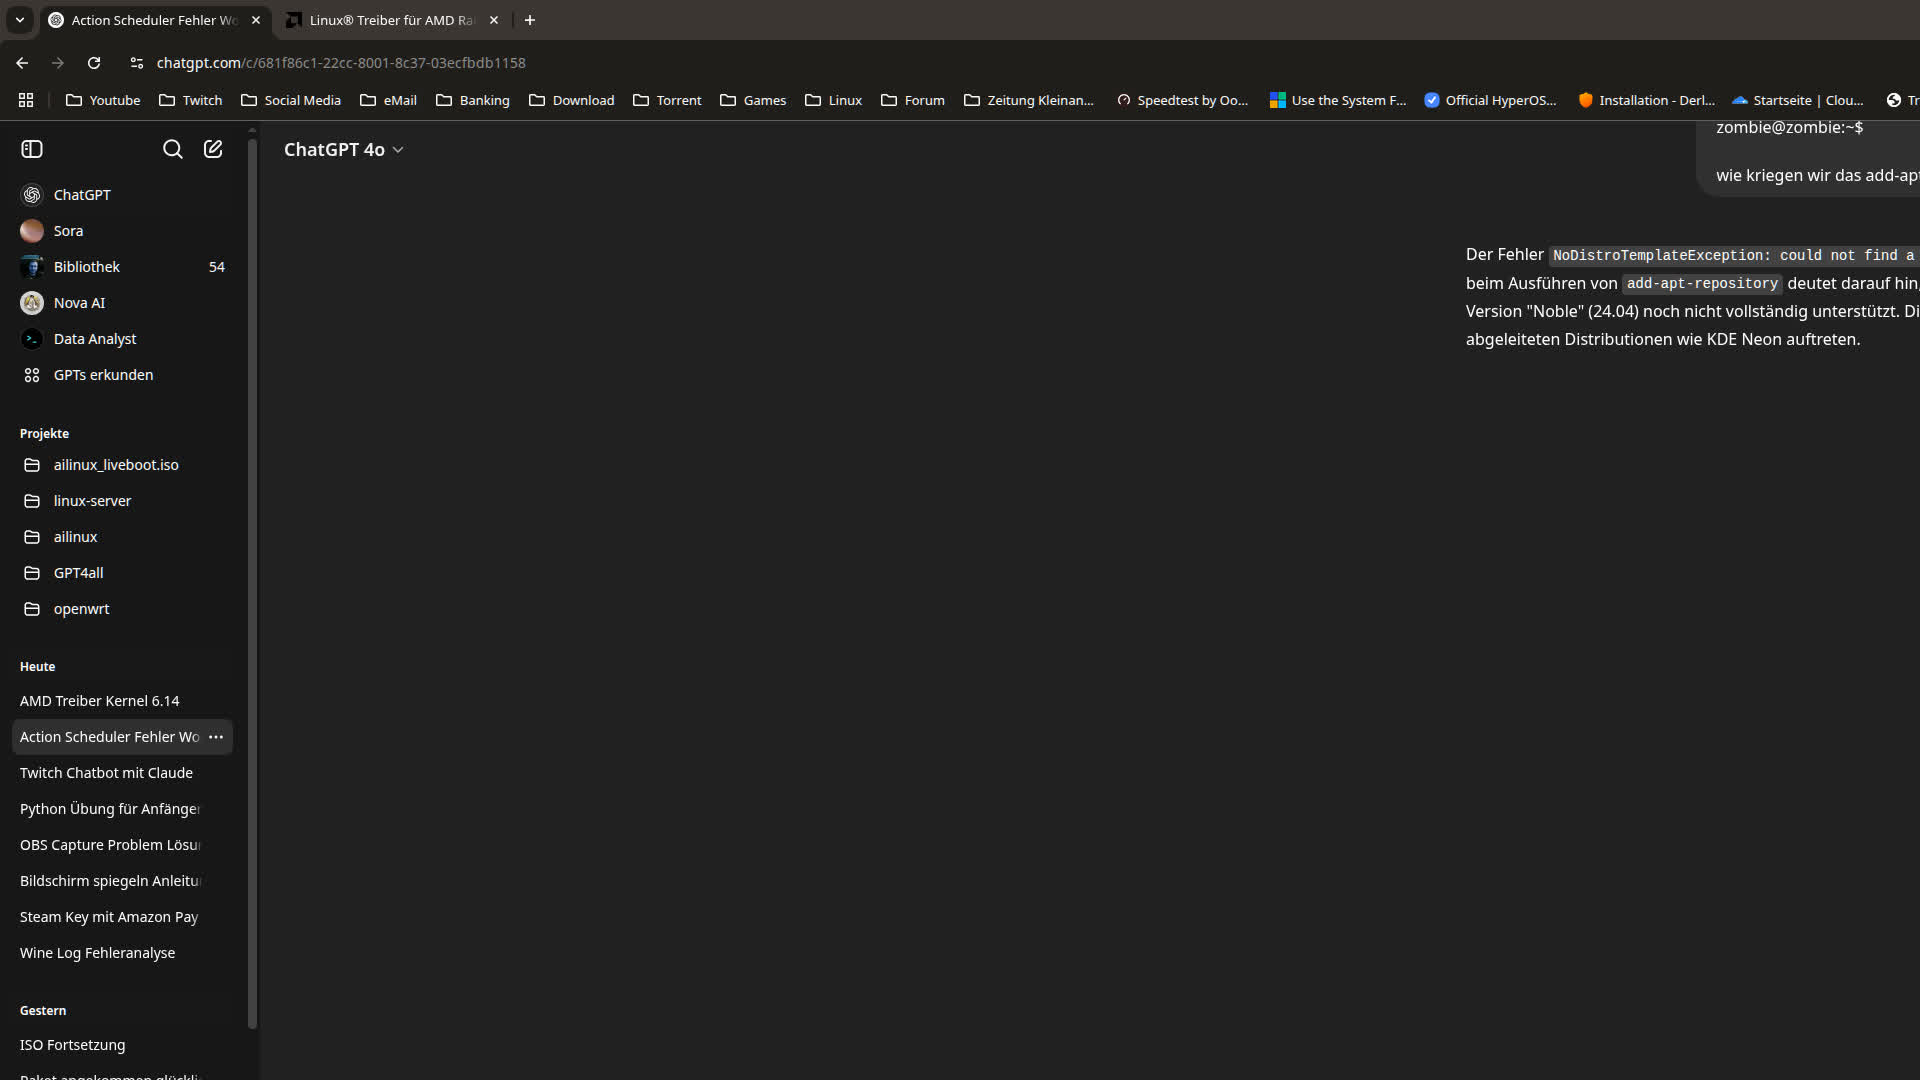 Action Scheduler Fehler Wo
Linux® Treiber für AMD Ra
chatgpt.com/c/681f86c1-22cc-8001-8c37-03ecfbdb1158
Youtube
Twitch
Social Media
eMail
Banking
Download
Torrent
Games
Linux
Forum
Zeitung Kleinan...
Speedtest by Oo...
Use the System F...
Official HyperOS...
Installation - Derl...
Startseite | Clou...
Tr
ChatGPT
Sora
Bibliothek 54
Nova AI
Data Analyst
GPTs erkunden
Projekte
ailinux_liveboot.iso
linux-server
ailinux
GPT4all
openwrt
Heute
AMD Treiber Kernel 6.14
Action Scheduler Fehler Wo
Twitch Chatbot mit Claude
Python Übung für Anfänger
OBS Capture Problem Lösu
Bildschirm spiegeln Anleitu
Steam Key mit Amazon Pay
Wine Log Fehleranalyse
Gestern
ISO Fortsetzung
Paket angekommen glückli
ChatGPT 4o
zombie@zombie:~$
wie kriegen wir das add-apt
Der Fehler NoDistroTemplateException: could not find a
beim Ausführen von add-apt-repository deutet darauf hin,
Version "Noble" (24.04) noch nicht vollständig unterstützt. Di
abgeleiteten Distributionen wie KDE Neon auftreten.